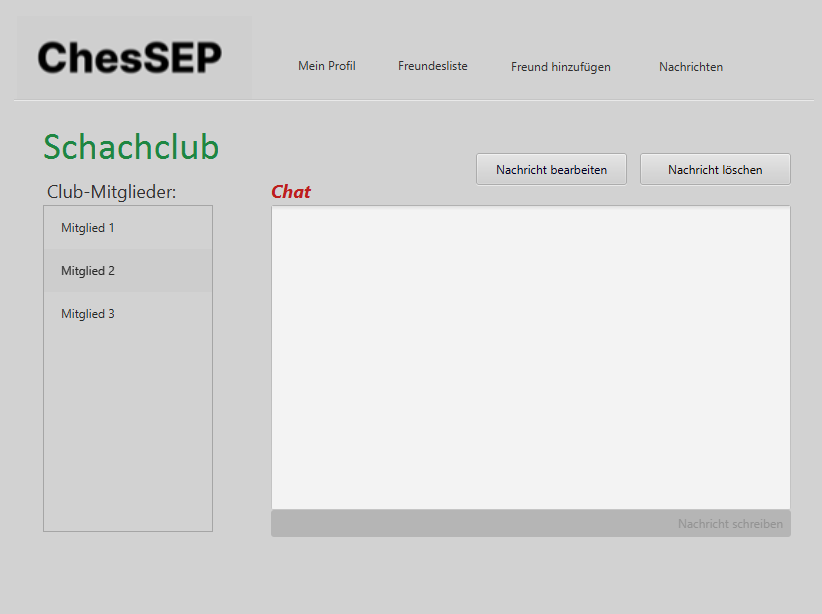 ChesSEP
Mein Profil
Freundesliste
Freund hinzufügen
Nachrichten
Schachclub
Nachricht bearbeiten
Nachricht löschen
Club-Mitglieder:
Chat
Mitglied 1
Mitglied 2
Mitglied 3
Nachricht schreiben